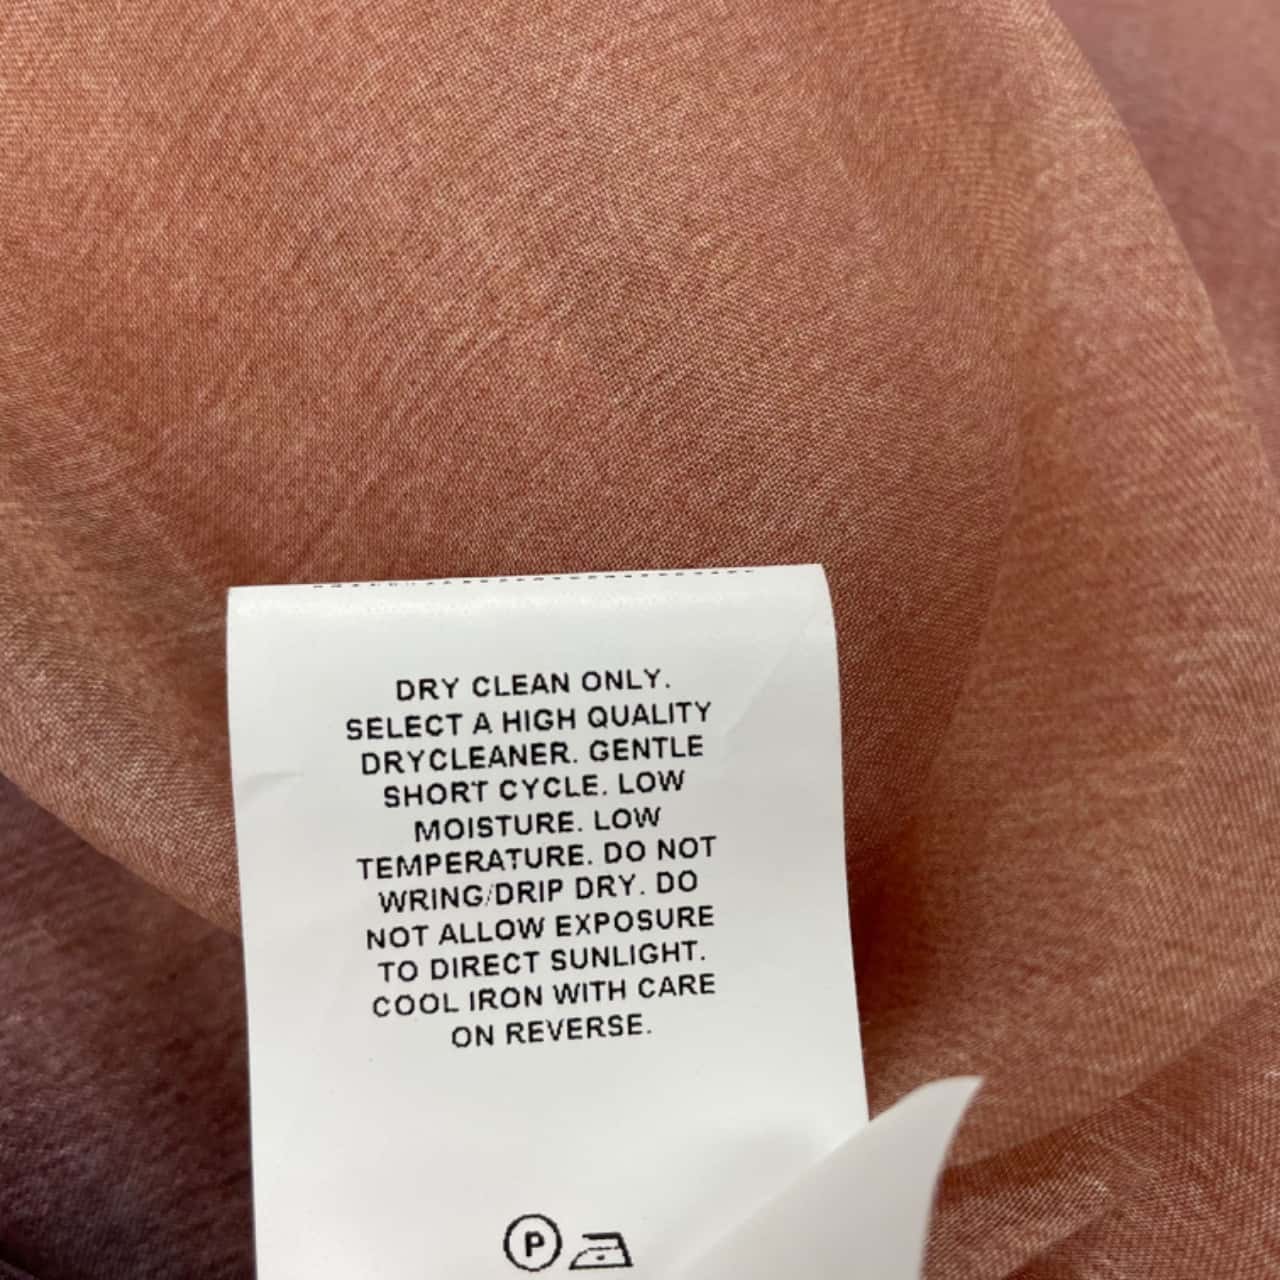 DRY CLEAN ONLY.
SELECT A HIGH QUALITY
DRYCLEANER. GENTLE
SHORT CYCLE. LOW
MOISTURE. LOW
TEMPERATURE. DO NOT
WRING/DRIP DRY. DO
NOT ALLOW EXPOSURE
TO DIRECT SUNLIGHT.
COOL IRON WITH CARE
ON REVERSE.
P